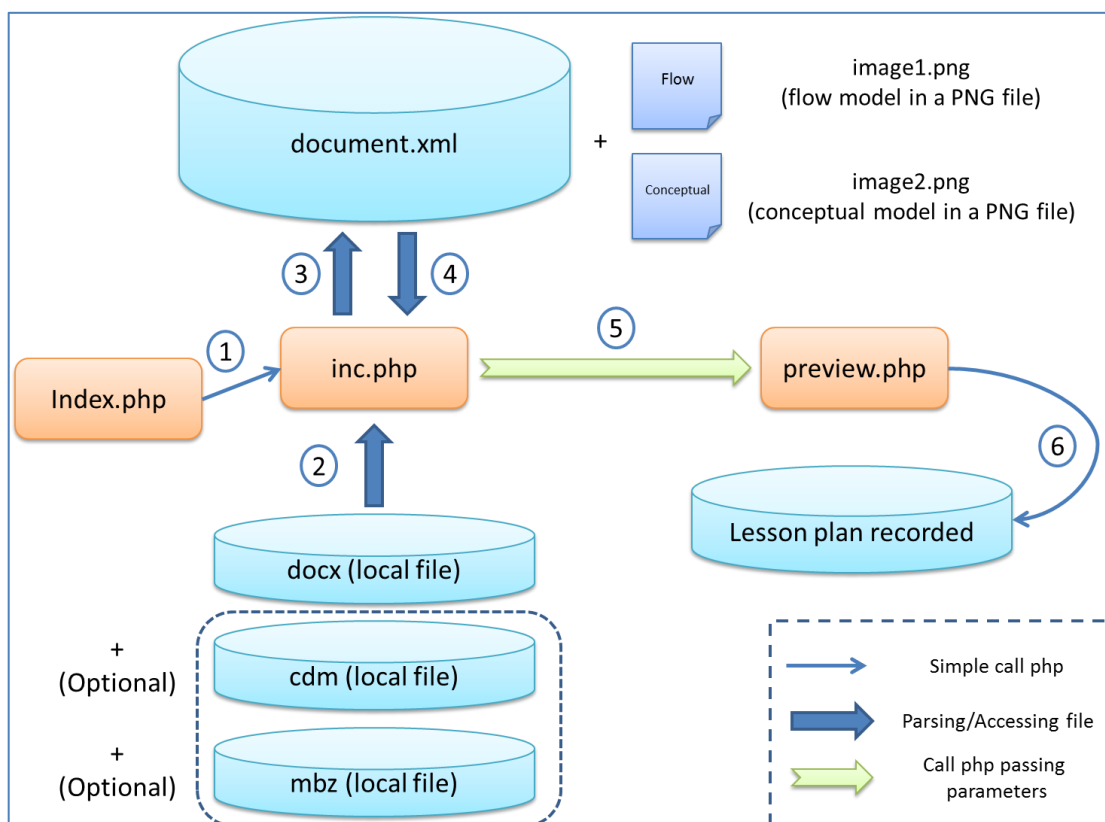 document.xml
+
Flow
image1.png
(flow model in a PNG file)
Conceptual
image2.png
(conceptual model in a PNG file)
3
4
1
5
Index.php
inc.php
preview.php
2
6
docx (local file)
Lesson plan recorded
+
(Optional)
cdm (local file)
+
(Optional)
mbz (local file)
Simple call php
Parsing/Accessing file
Call php passing
parameters